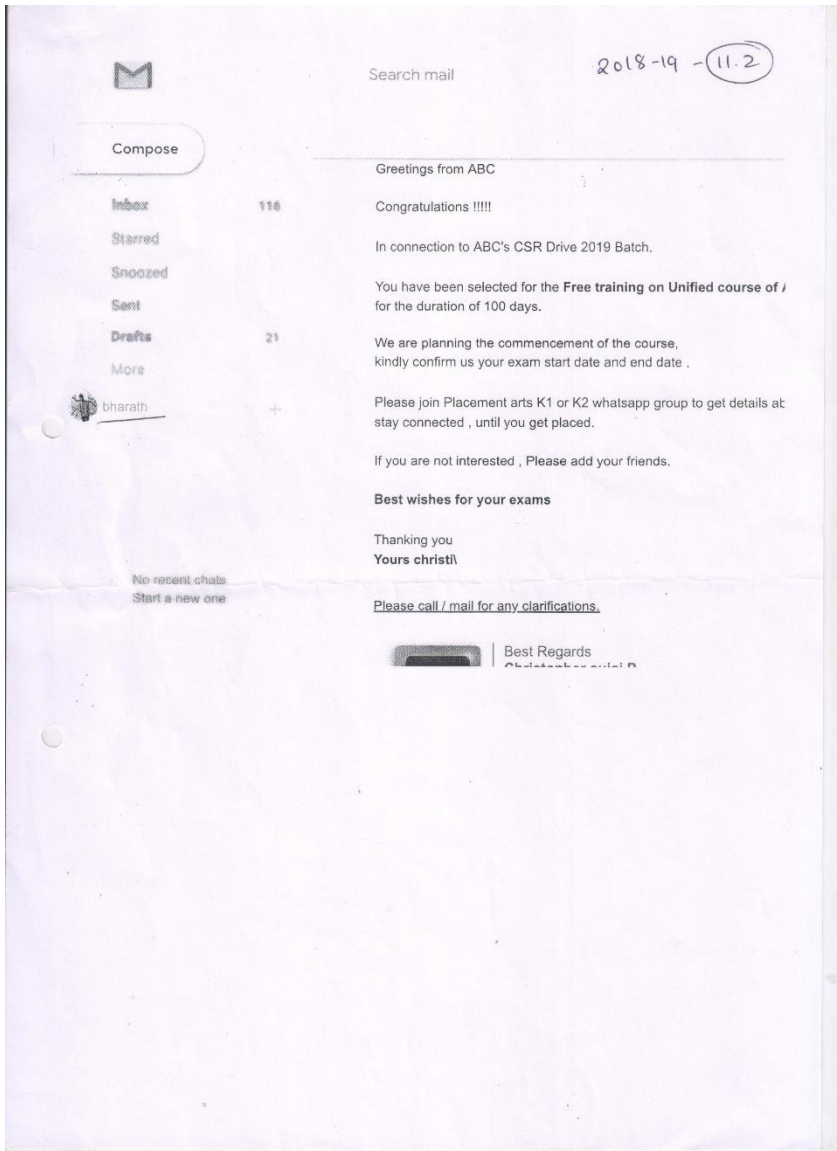 2018-19 - 11.2
Search mail
Compose
Inbox 116
Starred
Snoozed
Sent
Drafts 21
More
bharath +
No recent chats
Start a new one
Greetings from ABC
Congratulations !!!!!
In connection to ABC's CSR Drive 2019 Batch.
You have been selected for the Free training on Unified course of
for the duration of 100 days.
We are planning the commencement of the course,
kindly confirm us your exam start date and end date .
Please join Placement arts K1 or K2 whatsapp group to get details ab
stay connected , until you get placed.
If you are not interested , Please add your friends.
Best wishes for your exams
Thanking you
Yours christi\
Please call / mail for any clarifications.
Best Regards